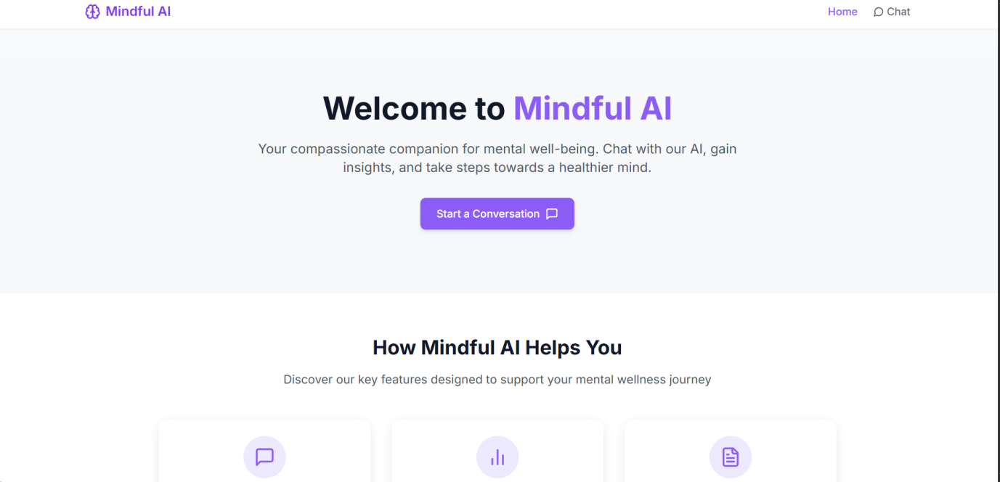 Mindful AI
Home
Chat
Welcome to Mindful AI
Your compassionate companion for mental well-being. Chat with our AI, gain
insights, and take steps towards a healthier mind.
Start a Conversation
How Mindful AI Helps You
Discover our key features designed to support your mental wellness journey